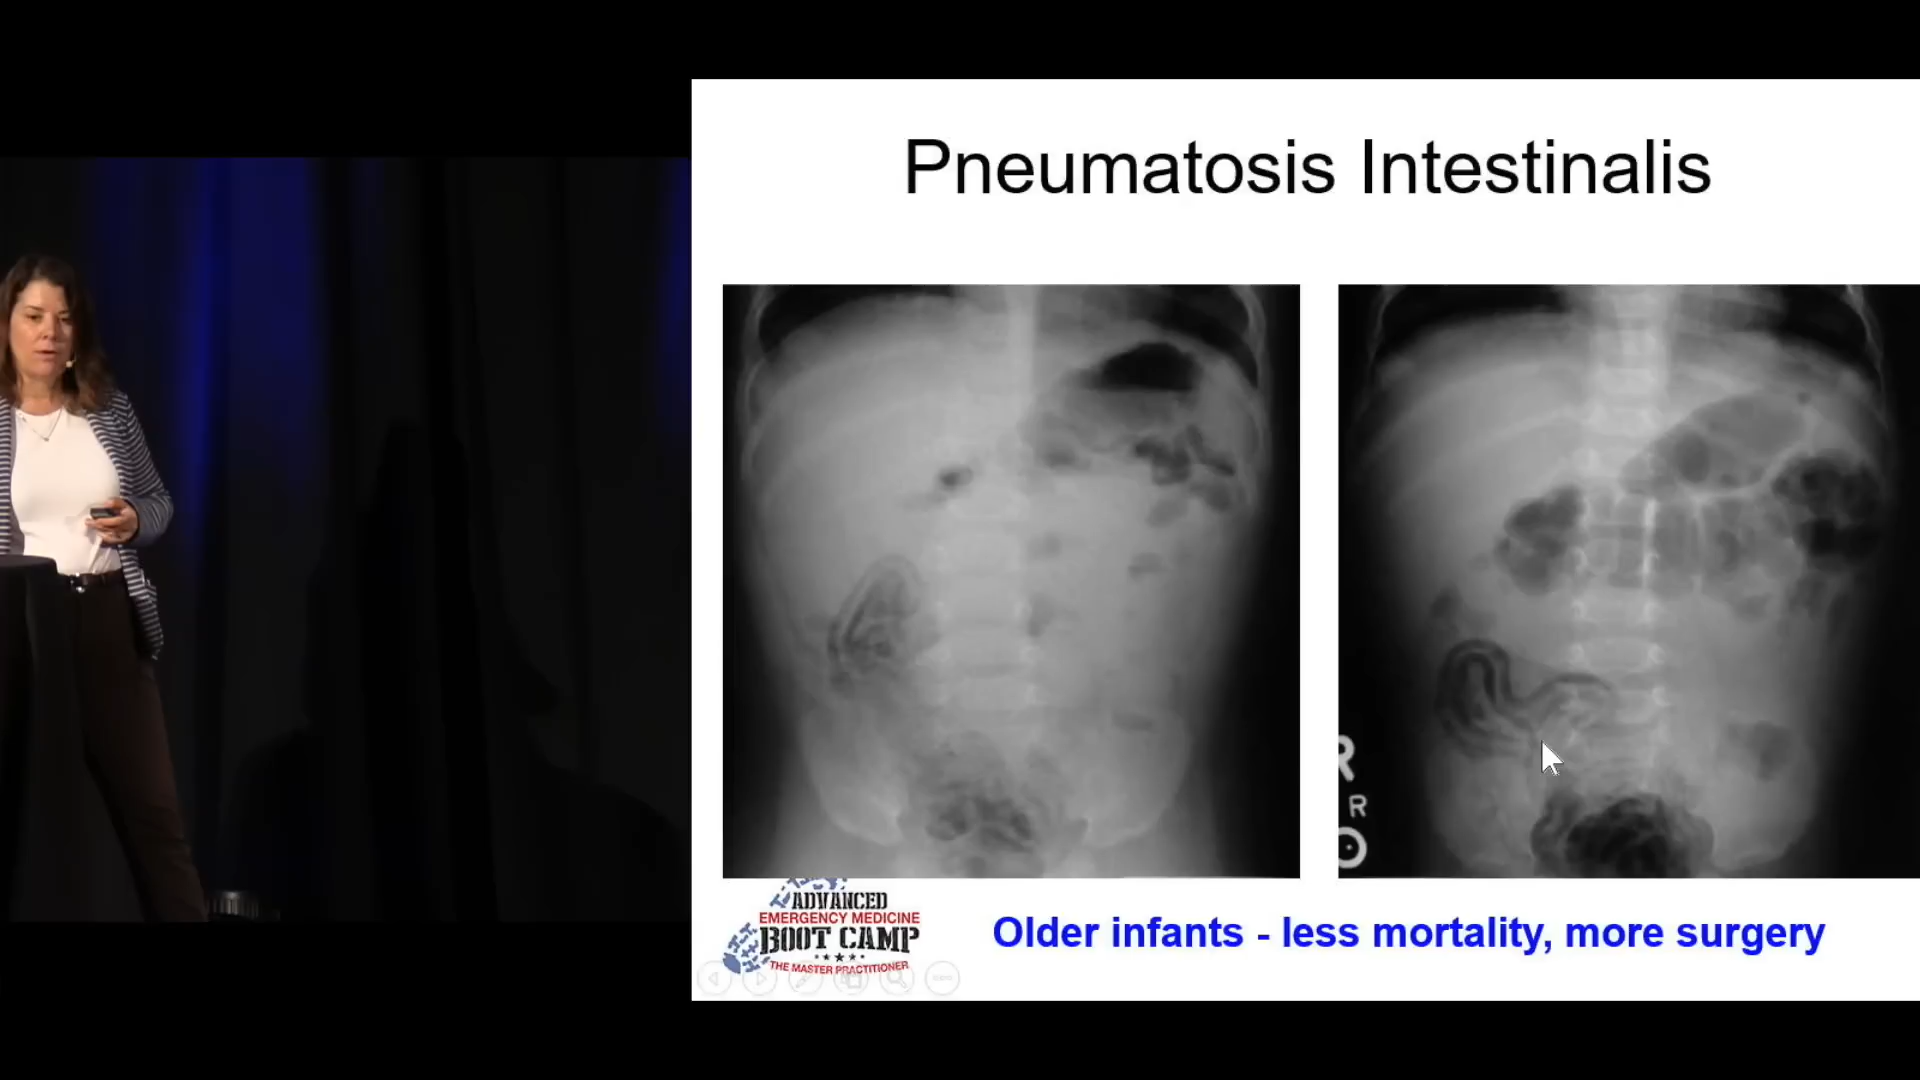 Pneumatosis Intestinalis
R
R
ADVANCED
EMERGENCY MEDICINE
BOOT CAMP
THE MASTER PRACTITIONER
Older infants - less mortality, more surgery